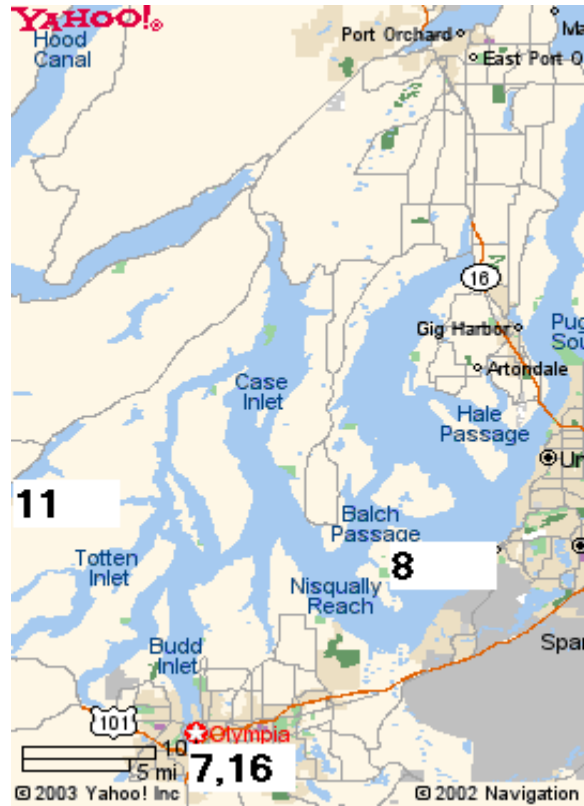 YAHOO!®
Hood
Canal
Port Orchard
Ma
East Port O
16
Gig Harbor
Pug
Sou
Artondale
Case
Inlet
Hale
Passage
Un
11
Balch
Passage
8
Totten
Inlet
Nisqually
Reach
Budd
Inlet
Spar
101
Olympia
10
5 mi
7,16
© 2003 Yahoo! Inc
© 2002 Navigation